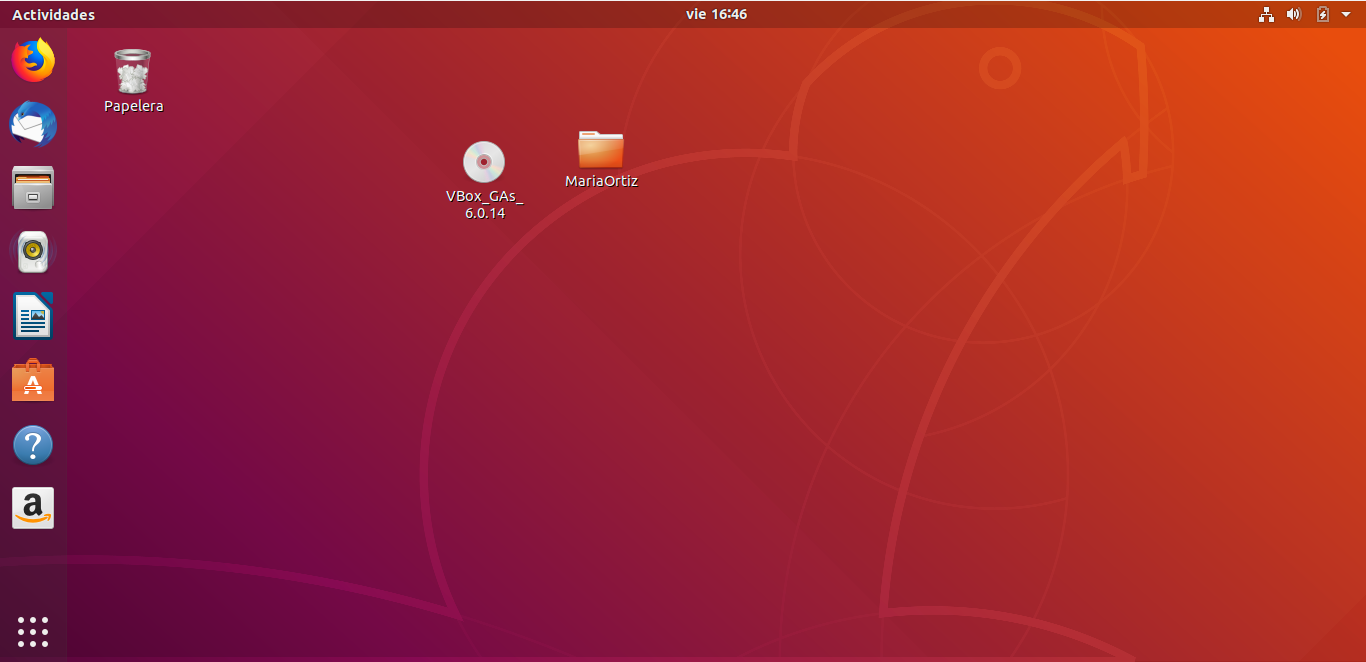 Actividades
vie 16:46
Papelera
VBox_GAs_
6.0.14
MariaOrtiz